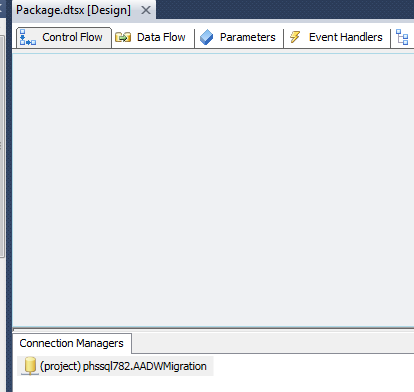 Package.dtsx [Design]
Control Flow Data Flow Parameters Event Handlers
Connection Managers
(project) phssql782.AADWMigration